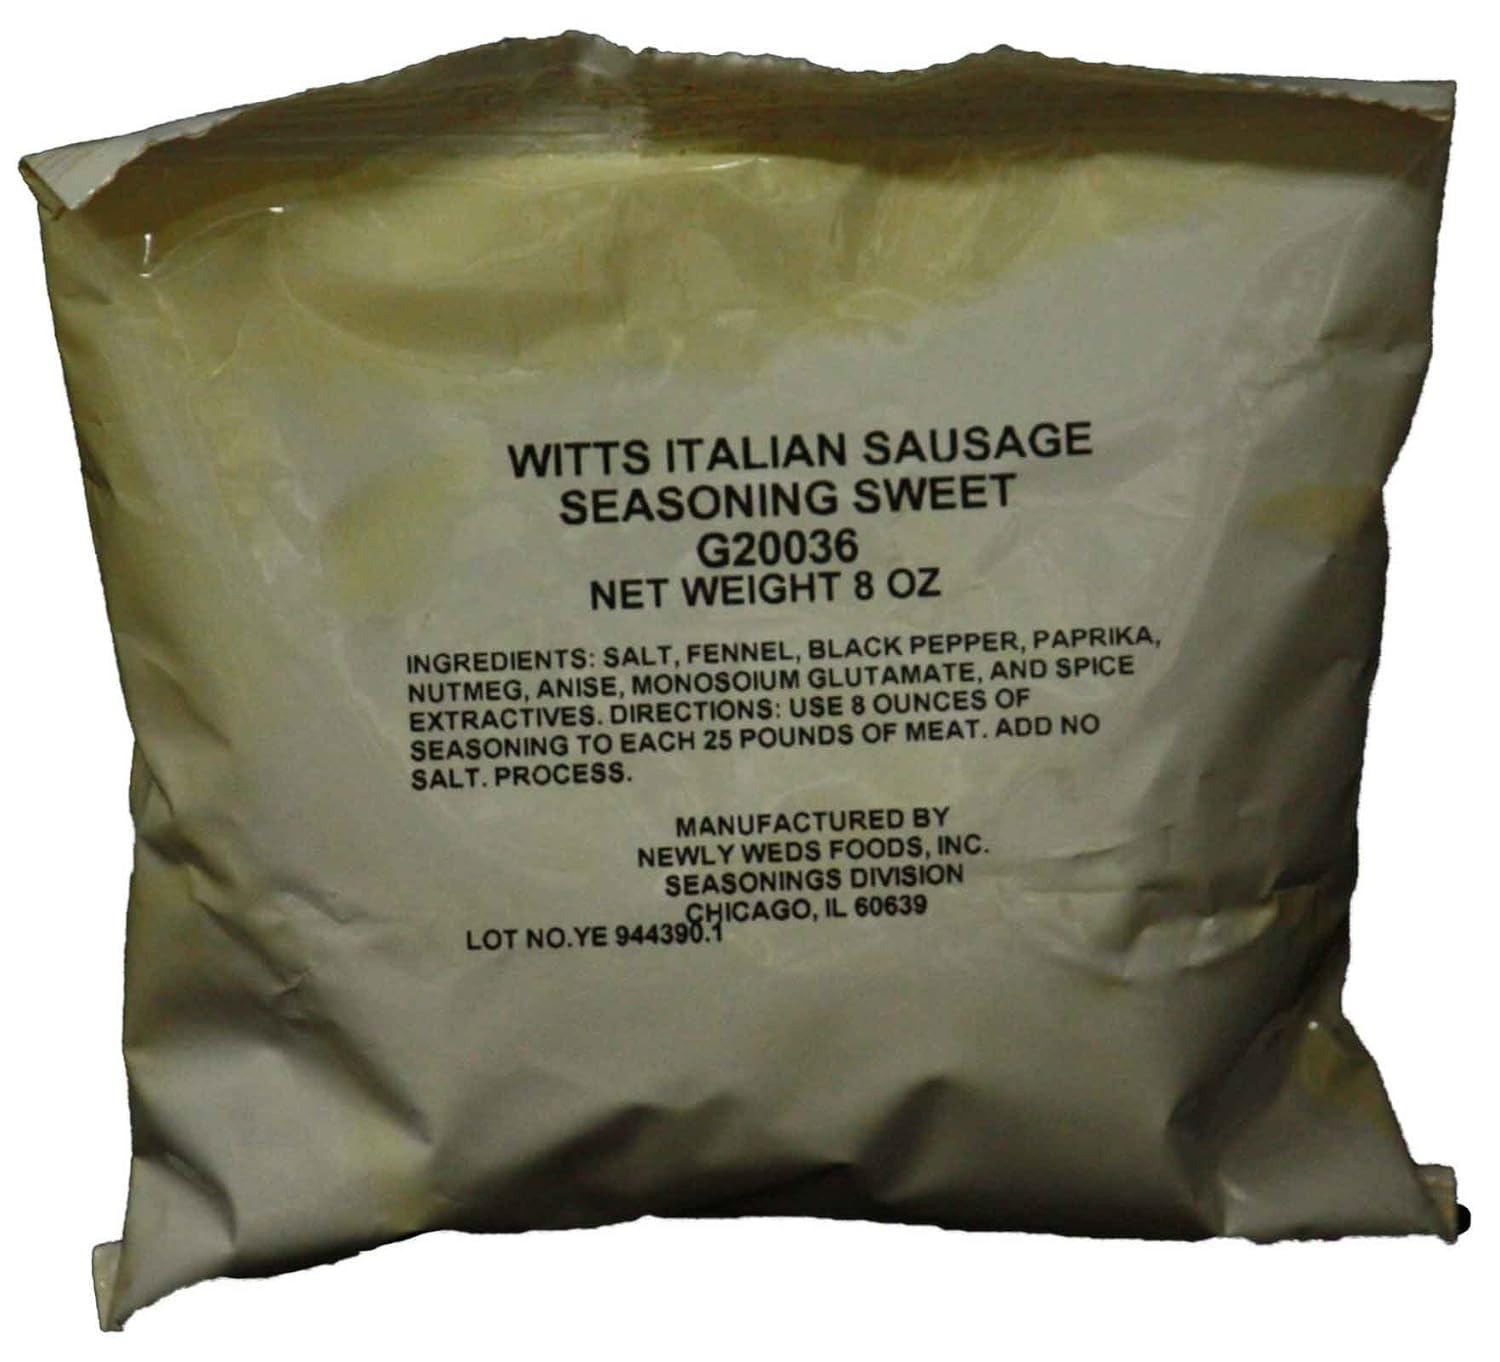 WITTS ITALIAN SAUSAGE
SEASONING SWEET
G20036
NET WEIGHT 8 OZ
INGREDIENTS: SALT, FENNEL, BLACK PEPPER, PAPRIKA,
NUTMEG, ANISE, MONOSOIUM GLUTAMATE, AND SPICE
EXTRACTIVES. DIRECTIONS: USE 8 OUNCES OF
SEASONING TO EACH 25 POUNDS OF MEAT. ADD NO
SALT. PROCESS.
MANUFACTURED BY
NEWLY WEDS FOODS, INC.
SEASONINGS DIVISION
CHICAGO, IL 60639
LOT NO.YE 944390.1